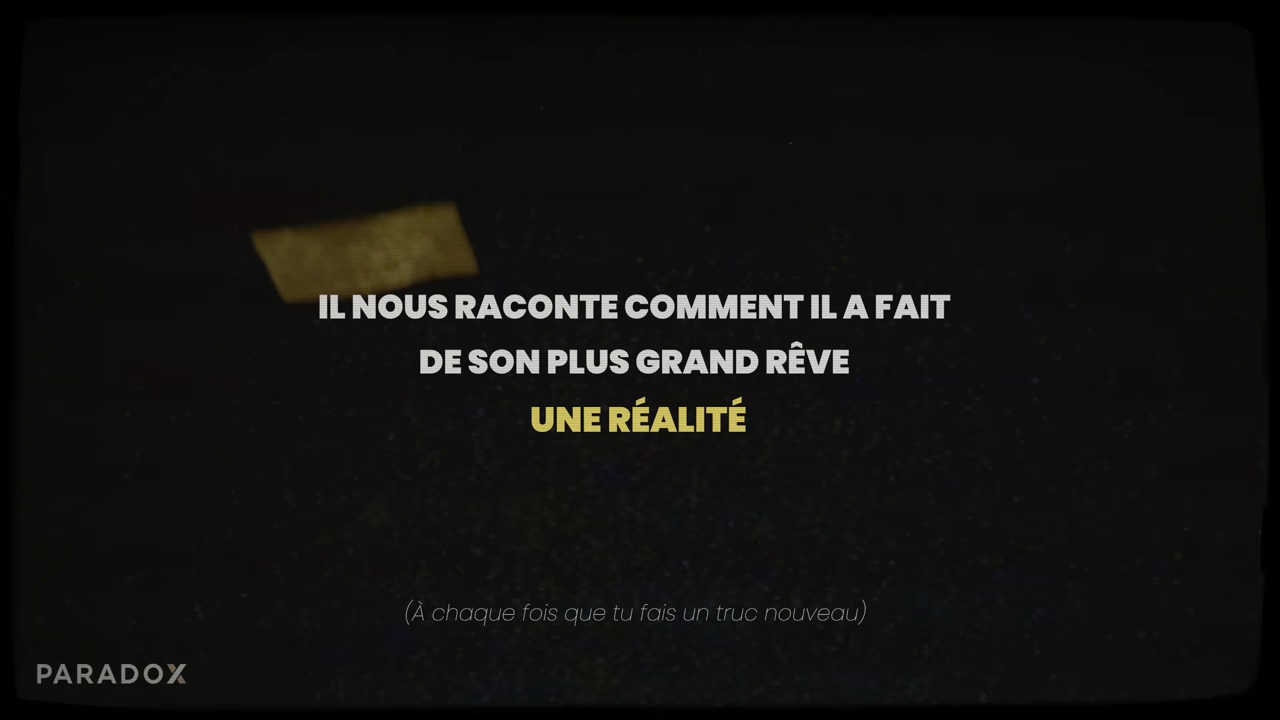 IL NOUS RACONTE COMMENT IL A FAIT
DE SON PLUS GRAND RÊVE
UNE RÉALITÉ
(À chaque fois que tu fais un truc nouveau)
PARADOX